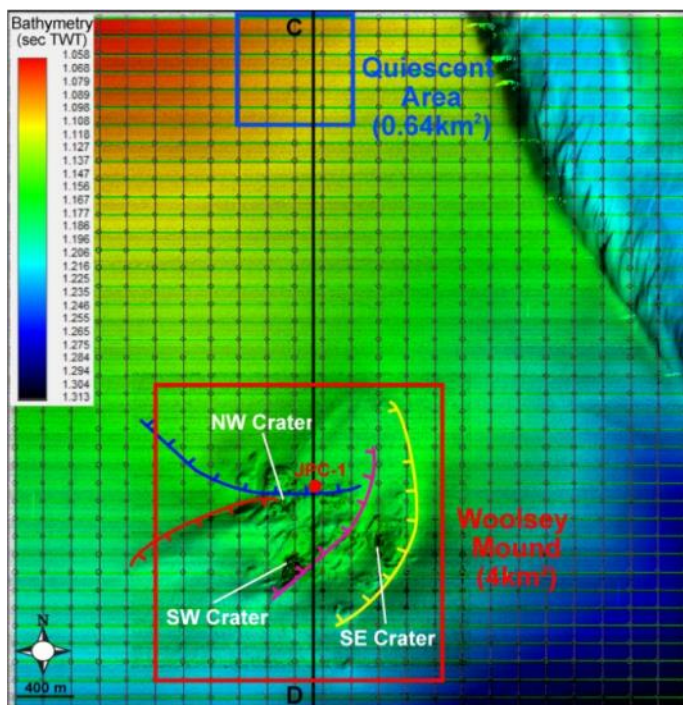 Bathymetry
(sec TWT)
1.058
1.068
1.079
1.089
1.098
1.108
1.118
1.127
1.137
1.147
1.157
1.167
1.177
1.186
1.196
1.206
1.216
1.226
1.235
1.245
1.255
1.265
1.275
1.284
1.294
1.304
1.313
C
Quiescent
Area
(0.64km²)
NW Crater
JPC-1
Woolsey
Mound
(4km²)
SW Crater
SE Crater
N
400 m
D